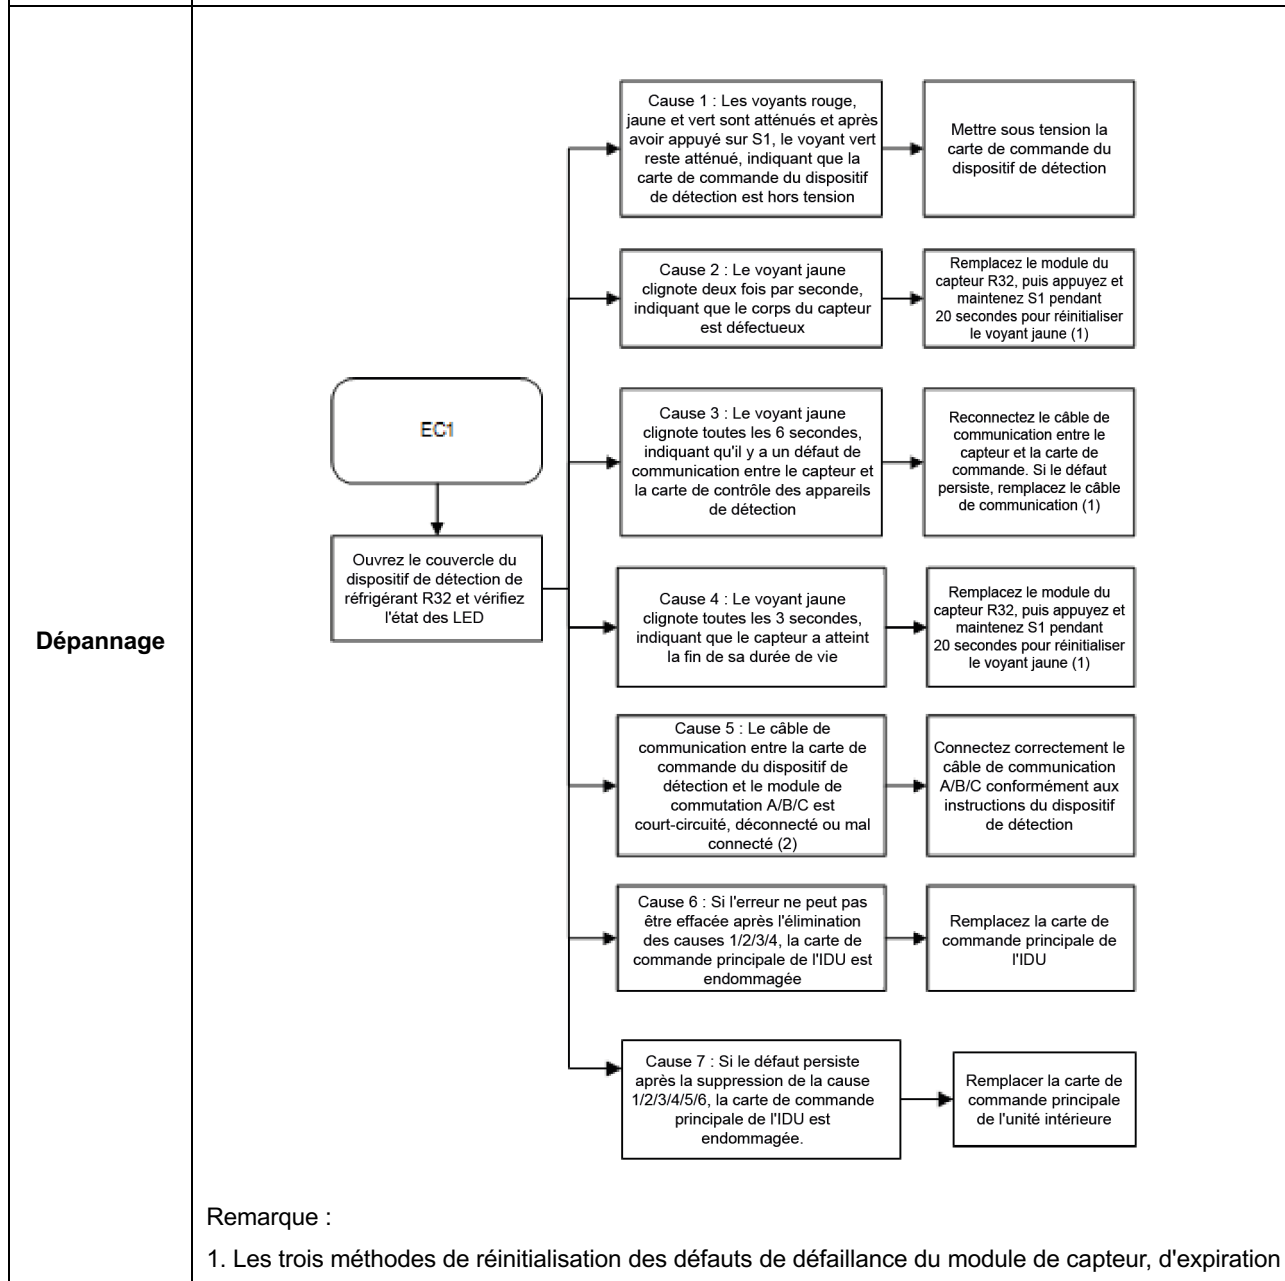 Dépannage
EC1
Ouvrez le couvercle du
dispositif de détection de
réfrigérant R32 et vérifiez
l'état des LED
Cause 1 : Les voyants rouge,
jaune et vert sont atténués et après
avoir appuyé sur S1, le voyant vert
reste atténué, indiquant que la
carte de commande du dispositif
de détection est hors tension
Mettre sous tension la
carte de commande du
dispositif de détection
Cause 2 : Le voyant jaune
clignote deux fois par seconde,
indiquant que le corps du capteur
est défectueux
Remplacez le module du
capteur R32, puis appuyez et
maintenez S1 pendant
20 secondes pour réinitialiser
le voyant jaune (1)
Cause 3 : Le voyant jaune
clignote toutes les 6 secondes,
indiquant qu'il y a un défaut de
communication entre le capteur et
la carte de contrôle des appareils
de détection
Reconnectez le câble de
communication entre le
capteur et la carte de
commande. Si le défaut
persiste, remplacez le câble
de communication (1)
Cause 4 : Le voyant jaune
clignote toutes les 3 secondes,
indiquant que le capteur a atteint
la fin de sa durée de vie
Remplacez le module du
capteur R32, puis appuyez et
maintenez S1 pendant
20 secondes pour réinitialiser
le voyant jaune (1)
Cause 5 : Le câble de
communication entre la carte de
commande du dispositif de
détection et le module de
commutation A/B/C est
court-circuité, déconnecté ou mal
connecté (2)
Connectez correctement le
câble de communication
A/B/C conformément aux
instructions du dispositif
de détection
Cause 6 : Si l'erreur ne peut pas
être effacée après l'élimination
des causes 1/2/3/4, la carte de
commande principale de l'IDU est
endommagée
Remplacez la carte de
commande principale de
l'IDU
Cause 7 : Si le défaut persiste
après la suppression de la cause
1/2/3/4/5/6, la carte de commande
principale de l'IDU est
endommagée.
Remplacer la carte de
commande principale
de l'unité intérieure
Remarque :
1. Les trois méthodes de réinitialisation des défauts de défaillance du module de capteur, d'expiration